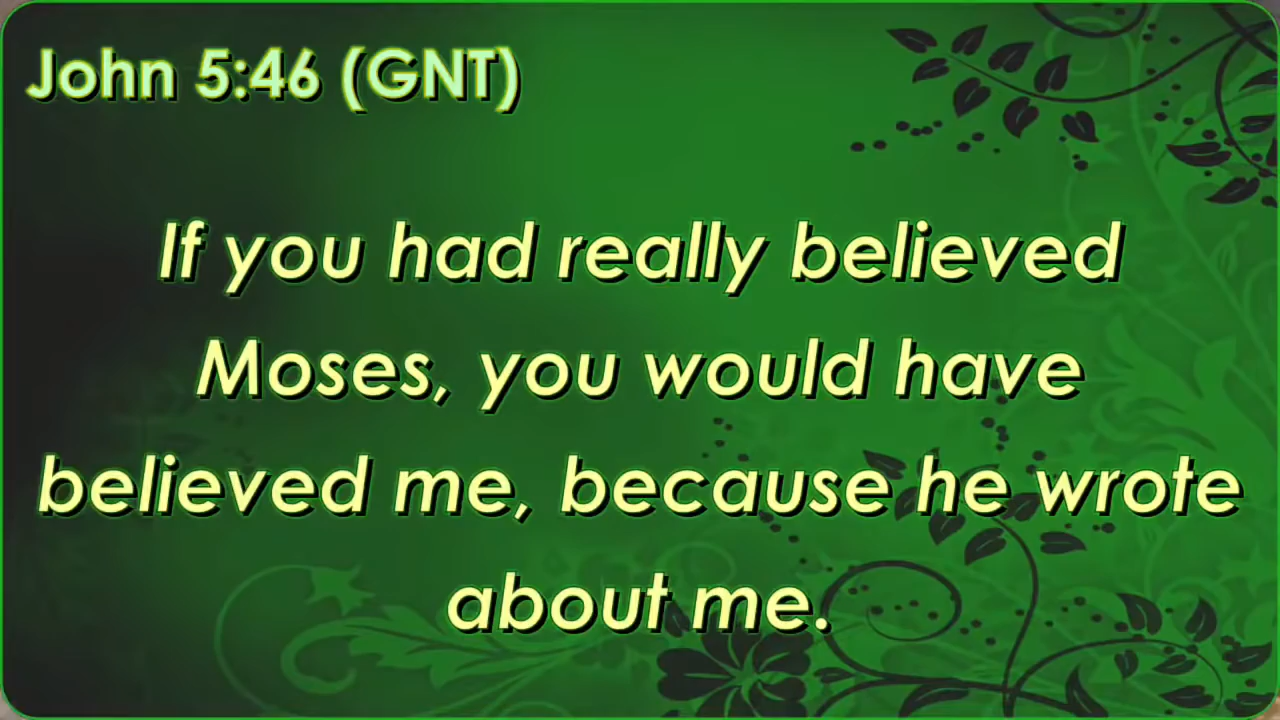 John 5:46 (GNT)
If you had really believed
Moses, you would have
believed me, because he wrote
about me.